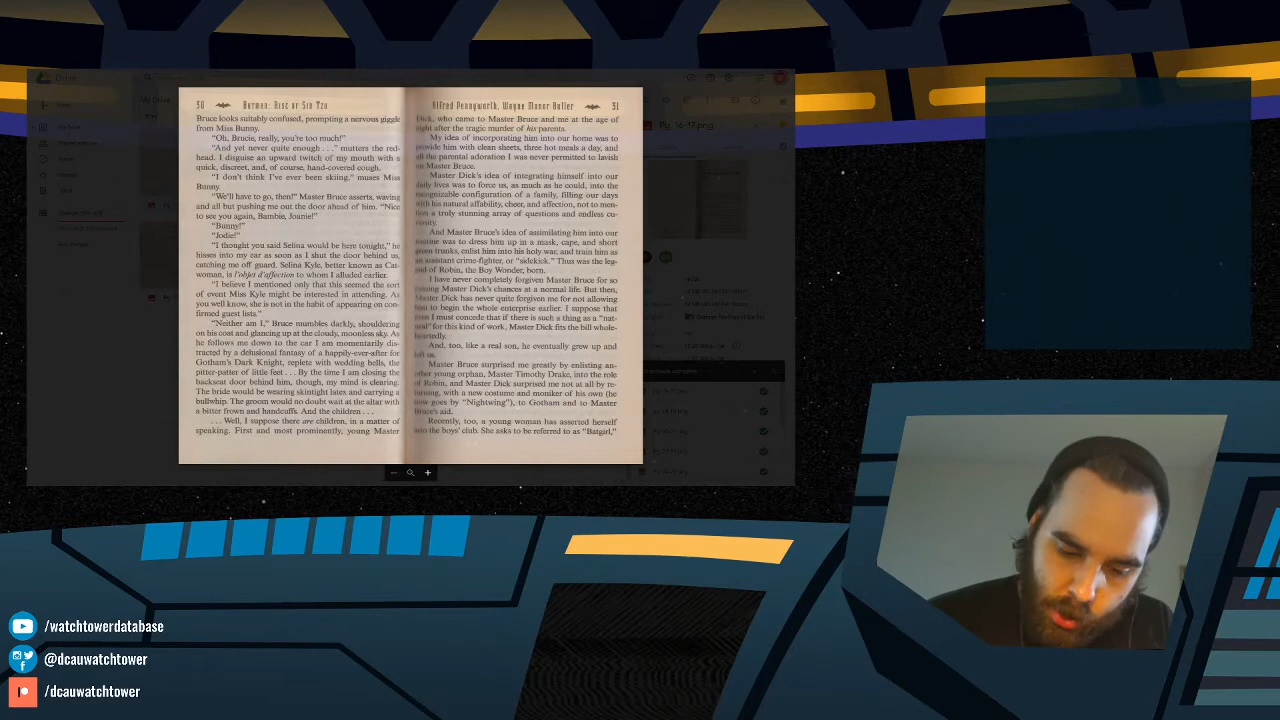 Drive
My Drive
Pg. 16-17.png
30 Batman: Rise of Sin Tzu
Bruce looks suitably confused, prompting a nervous giggle
from Miss Bunny.
"Oh, Brucie, really, you're too much!"
"And yet never quite enough . . ." mutters the red-
head. I disguise an upward twitch of my mouth with a
quick, discreet, and, of course, hand-covered cough.
"I don't think I've ever been skiing," muses Miss
Bunny.
"We'll have to go, then!" Master Bruce asserts, waving
and all but pushing me out the door ahead of him. "Nice
to see you again, Bambie, Joanie!"
"Bunny!"
"Jodie!"
"I thought you said Selina would be here tonight," he
hisses into my ear as soon as I shut the door behind us,
catching me off guard. Selina Kyle, better known as Cat-
woman, is l'objet d'affection to whom I alluded earlier.
"I believe I mentioned only that this seemed the sort
of event Miss Kyle might be interested in attending. As
you well know, she is not in the habit of appearing on con-
firmed guest lists."
"Neither am I," Bruce mumbles darkly, shouldering
on his coat and glancing up at the cloudy, moonless sky. As
he follows me down to the car I am momentarily dis-
tracted by a delusional fantasy of a happily-ever-after for
Gotham's Dark Knight, replete with wedding bells, the
pitter-patter of little feet . . . By the time I am closing the
backseat door behind him, though, my mind is clearing.
The bride would be wearing skintight latex and carrying a
bullwhip. The groom would no doubt wait at the altar with
a bitter frown and handcuffs. And the children . . .
. . . Well, I suppose there are children, in a matter of
speaking. First and most prominently, young Master
Alfred Pennyworth, Wayne Manor Butler 31
Dick, who came to Master Bruce and me at the age of
eight after the tragic murder of his parents.
My idea of incorporating him into our home was to
provide him with clean sheets, three hot meals a day, and
all the parental adoration I was never permitted to lavish
on Master Bruce.
Master Dick's idea of integrating himself into our
daily lives was to force us, as much as he could, into the
recognizable configuration of a family, filling our days
with his natural affability, cheer, and affection, not to men-
tion a truly stunning array of questions and endless cu-
riosity.
And Master Bruce's idea of assimilating him into our
routine was to dress him up in a mask, cape, and short
green trunks, enlist him into his holy war, and train him as
an assistant crime-fighter, or "sidekick." Thus was the leg-
end of Robin, the Boy Wonder, born.
I have never completely forgiven Master Bruce for so
ruining Master Dick's chances at a normal life. But then,
Master Dick has never quite forgiven me for not allowing
him to begin the whole enterprise earlier. I suppose that
even I must concede that if there is such a thing as a "nat-
ural" for this kind of work, Master Dick fits the bill whole-
heartedly.
And, too, like a real son, he eventually grew up and
left us.
Master Bruce surprised me greatly by enlisting an-
other young orphan, Master Timothy Drake, into the role
of Robin, and Master Dick surprised me not at all by re-
turning, with a new costume and moniker of his own (he
now goes by "Nightwing"), to Gotham and to Master
Bruce's aid.
Recently, too, a young woman has asserted herself
into the boys' club. She asks to be referred to as "Batgirl,"
/watchtowerdatabase
@dcauwatchtower
/dcauwatchtower